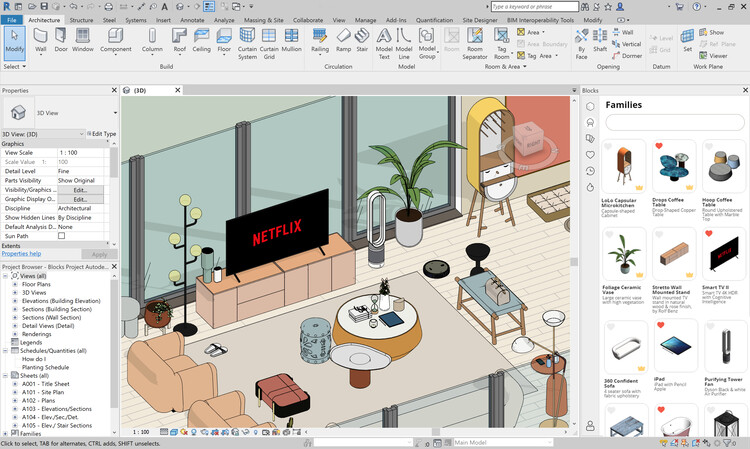 Type a keyword or phrase
Sign In
File Architecture Structure Steel Systems Insert Annotate Analyze Massing & Site Collaborate View Manage Add-Ins Quantification Site Designer BIM Interoperability Tools Modify
Modify Wall Door Window Component Column Roof Ceiling Floor Curtain System Curtain Grid Mullion Railing Ramp Stair Model Text Model Line Model Group Room Room Separator Tag Room Area Area Boundary Tag Area By Face Shaft Wall Vertical Dormer Level Grid Set Show Ref Plane Viewer
Select Build Circulation Model Room & Area Opening Datum Work Plane
Properties
3D View
3D View: {3D}
Edit Type
Graphics
View Scale 1 : 100
Scale Value 1: 100
Detail Level Fine
Parts Visibility Show Original
Visibility/Graphics ... Edit...
Graphic Display O... Edit...
Discipline Architectural
Show Hidden Lines By Discipline
Default Analysis D... None
Sun Path
Extents
Properties help Apply
Project Browser - Blocks Project Autode...
Views (all)
Floor Plans
3D Views
Elevations (Building Elevation)
Sections (Building Section)
Sections (Wall Section)
Detail Views (Detail)
Renderings
Legends
Schedules/Quantities (all)
How do I
Planting Schedule
Sheets (all)
A001 - Title Sheet
A101 - Site Plan
A102 - Plans
A103 - Elevations/Sections
A104 - Elev./Sec./Det.
A105 - Elev./ Stair Sections
Families
{3D}
NETFLIX
1 : 100
Click to select, TAB for alternates, CTRL adds, SHIFT unselects.
:0
Main Model
:0
Blocks
Families
LoLo Capsular Microkitchen
Capsule-shaped Cabinet
Drops Coffee Table
Drop Shaped Copper Table
Hoop Coffee Table
Round Upholstered Table with Marble Top
Foliage Ceramic Vase
Large ceramic vase with high vegetation
Stretto Wall Mounted Stand
Wall mounted TV stand in natural wood & rose finish, by Rolf Benz
Smart TV II
Smart TV 8K HDR with Cognitive Intelligence
360 Confident Sofa
4 seater sofa with fabric upholstery
iPad
iPad with Pencil Apple
Purifying Tower Fan
Dyson Black & white Air-Purifier